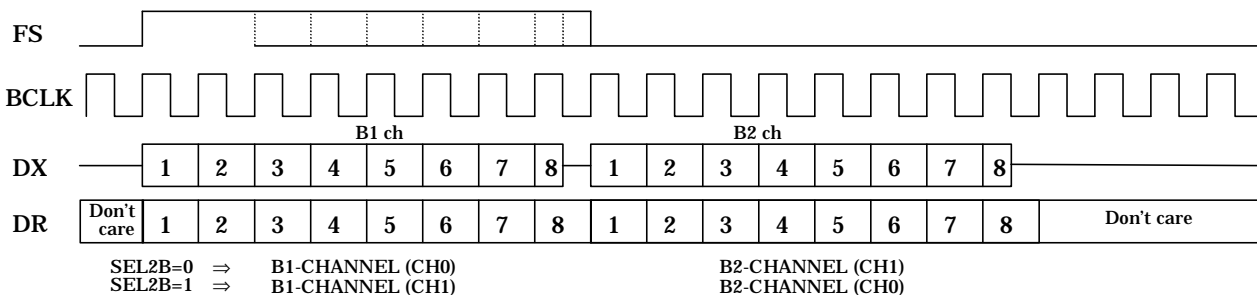 FS
BCLK
B1 ch B2 ch
DX 1 2 3 4 5 6 7 8 1 2 3 4 5 6 7 8
DR Don't care 1 2 3 4 5 6 7 8 1 2 3 4 5 6 7 8 Don't care
SEL2B=0 ⇒ B1-CHANNEL (CH0) B2-CHANNEL (CH1)
SEL2B=1 ⇒ B1-CHANNEL (CH1) B2-CHANNEL (CH0)